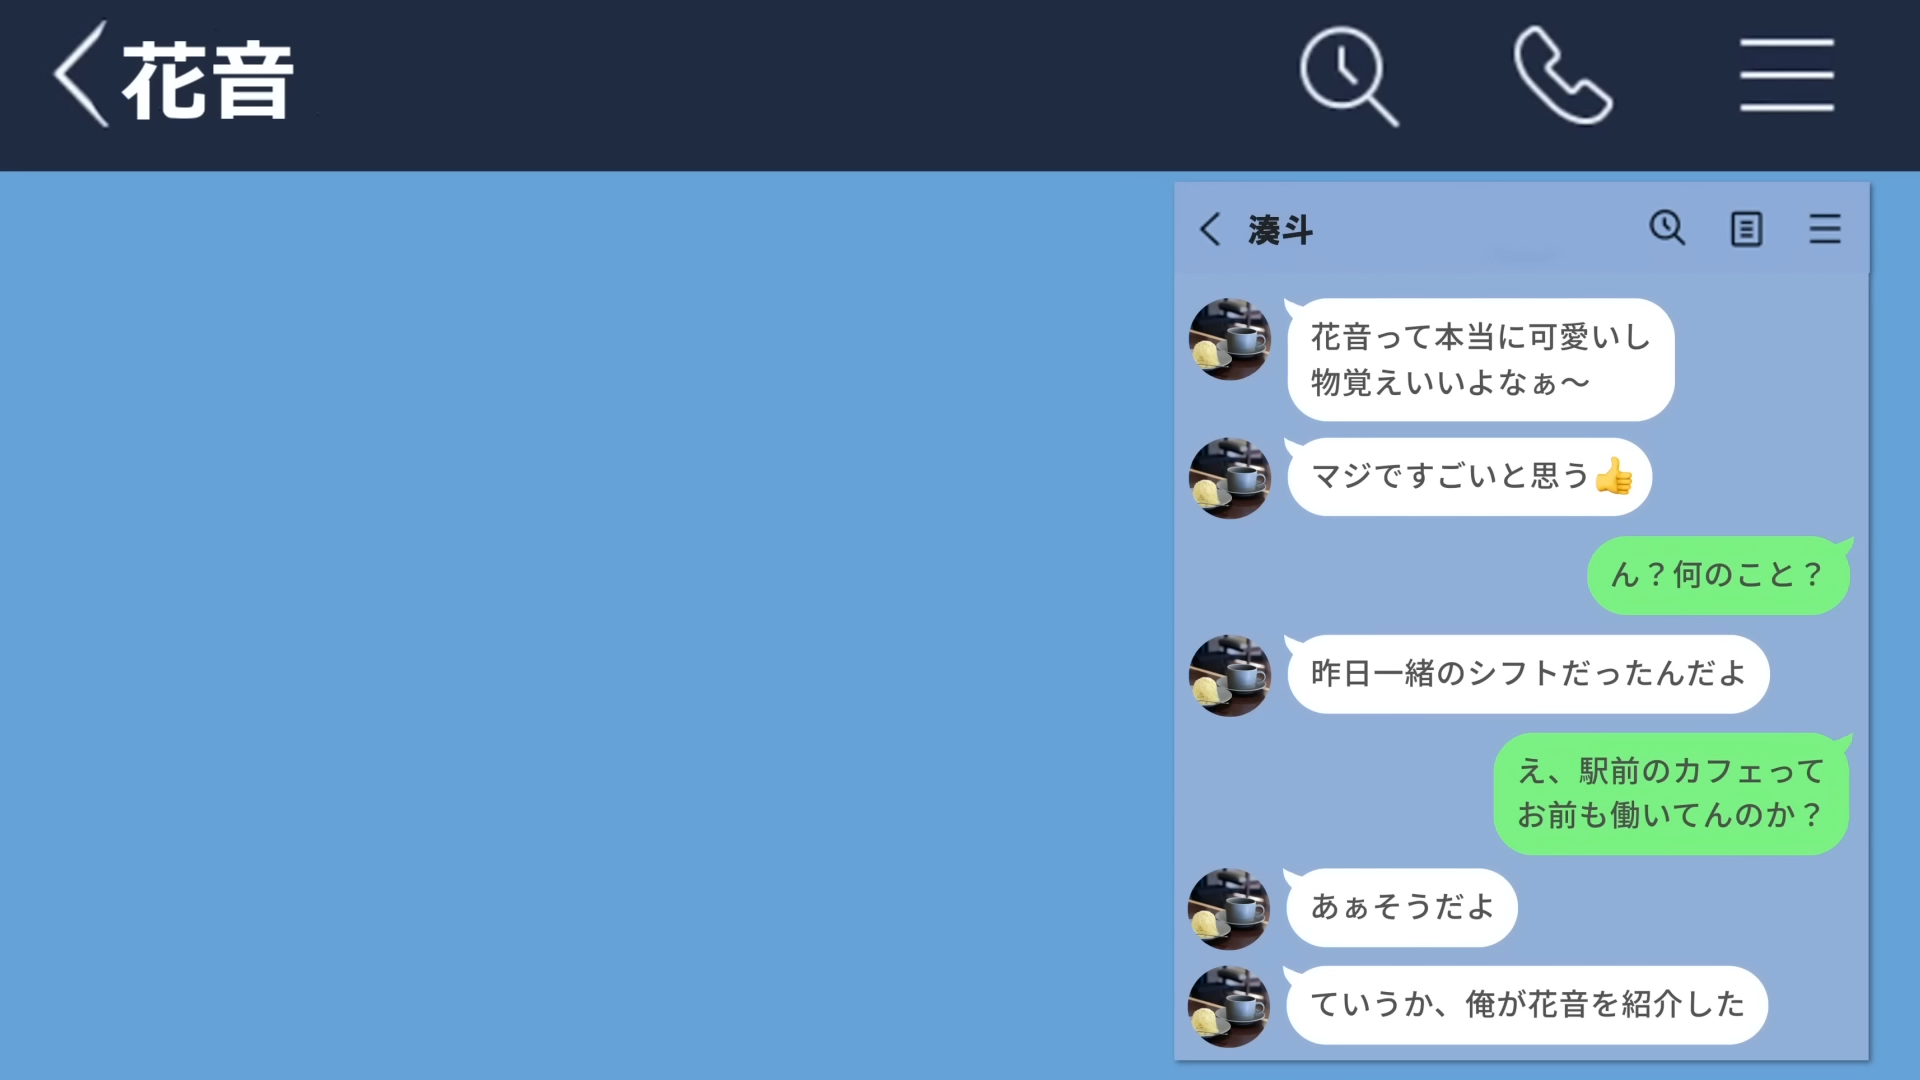 花音
湊斗
花音って本当に可愛いし
物覚えいいよなぁ〜
マジですごいと思う👍
ん？何のこと？
昨日一緒のシフトだったんだよ
え、駅前のカフェって
お前も働いてんのか？
あぁそうだよ
ていうか、俺が花音を紹介した